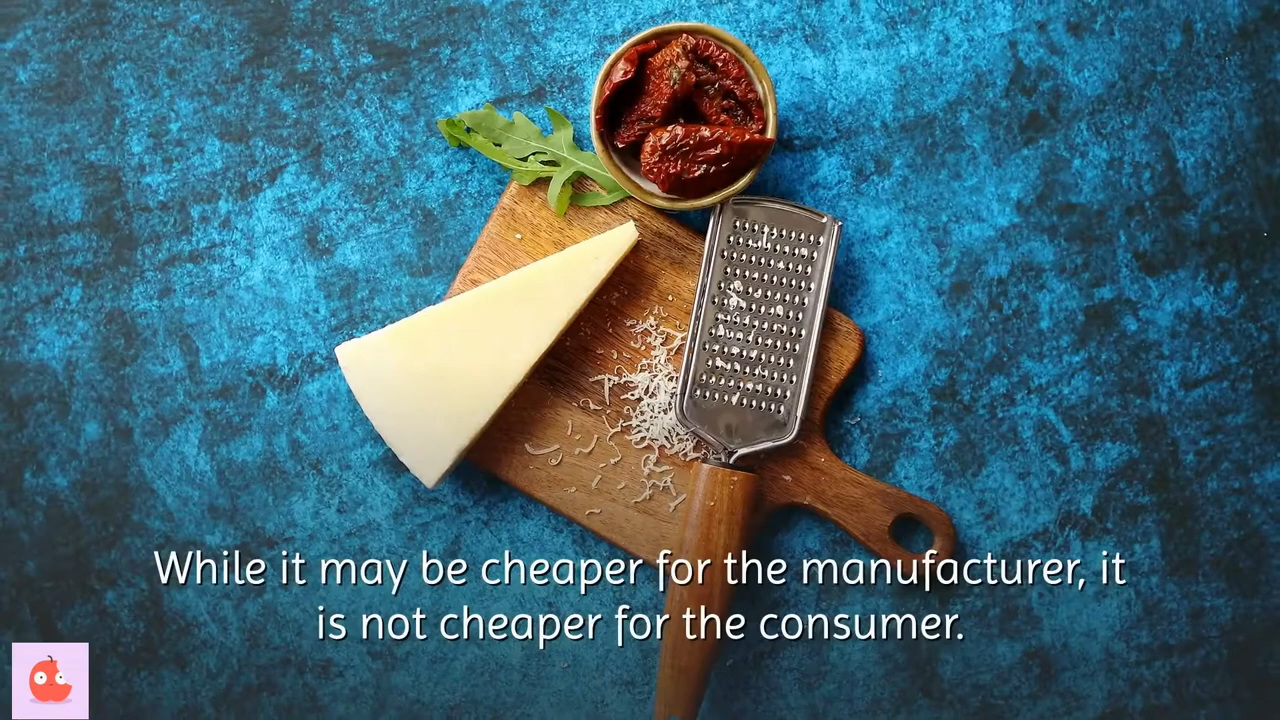 While it may be cheaper for the manufacturer, it
is not cheaper for the consumer.